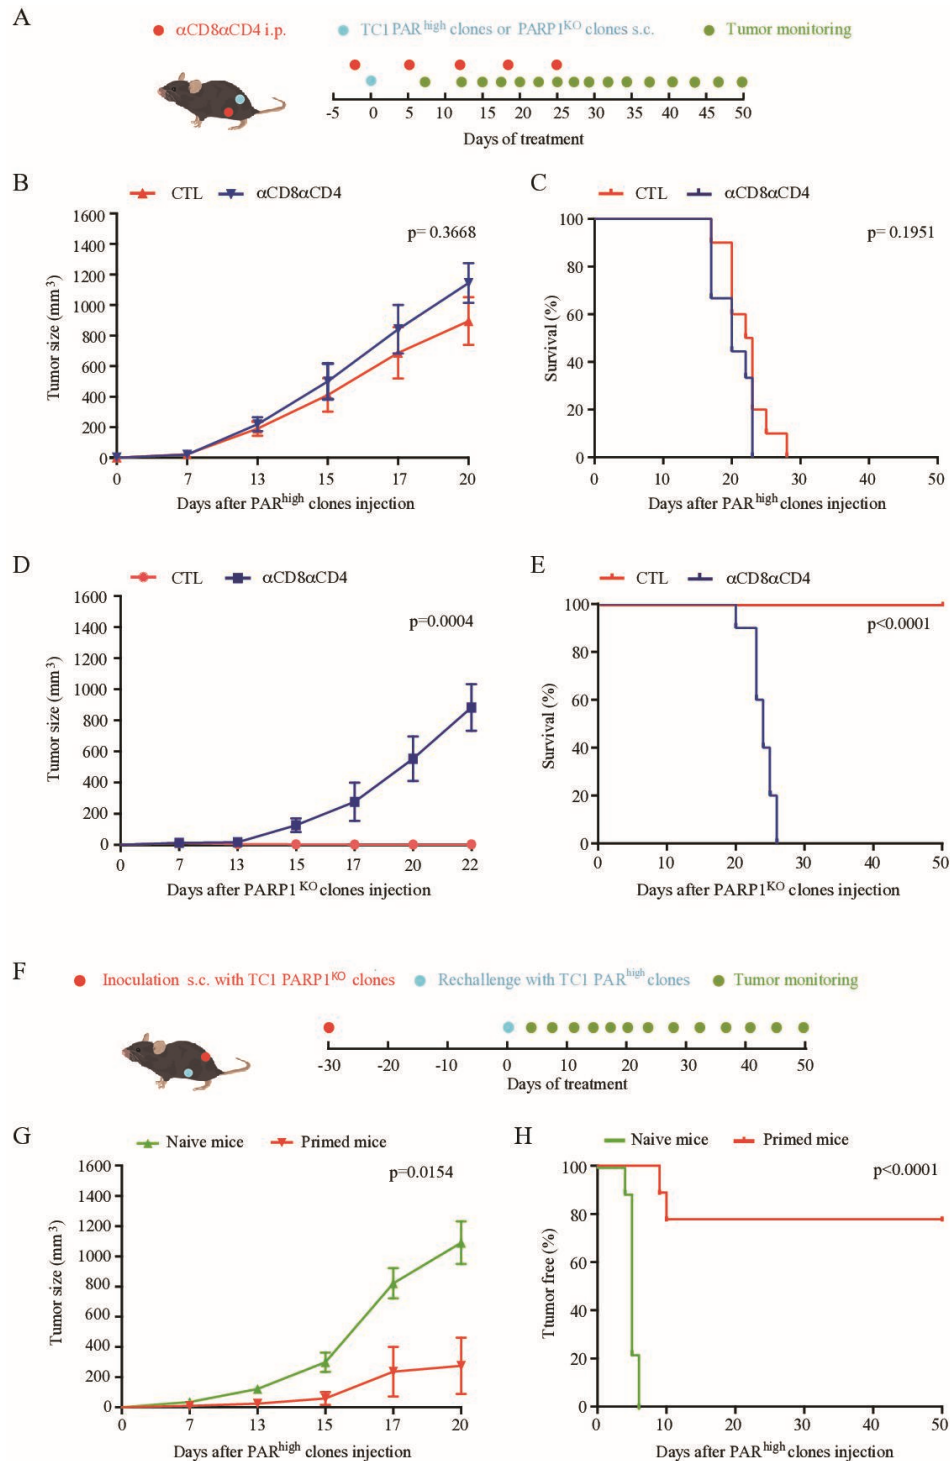 A
αCD8αCD4 i.p.
TC1 PARhigh clones or PARP1KO clones s.c.
Tumor monitoring
-5 0 5 10 15 20 25 30 35 40 45 50
Days of treatment
B
CTL αCD8αCD4
p= 0.3668
1600
1400
1200
1000
800
600
400
200
0
Tumor size (mm3)
0 7 13 15 17 20
Days after PARhigh clones injection
C
CTL αCD8αCD4
p= 0.1951
100
80
60
40
20
0
Survival (%)
0 10 20 30 40 50
Days after PARhigh clones injection
D
CTL αCD8αCD4
p=0.0004
1600
1400
1200
1000
800
600
400
200
0
Tumor size (mm3)
0 7 13 15 17 20 22
Days after PARP1KO clones injection
E
CTL αCD8αCD4
p<0.0001
100
80
60
40
20
0
Survival (%)
0 10 20 30 40 50
Days after PARP1KO clones injection
F
Inoculation s.c. with TC1 PARP1KO clones
Rechallenge with TC1 PARhigh clones
Tumor monitoring
-30 -20 -10 0 10 20 30 40 50
Days of treatment
G
Naive mice Primed mice
p=0.0154
1600
1400
1200
1000
800
600
400
200
0
Tumor size (mm3)
0 7 13 15 17 20
Days after PARhigh clones injection
H
Naive mice Primed mice
p<0.0001
100
80
60
40
20
0
Ttumor free (%)
0 10 20 30 40 50
Days after PARhigh clones injection